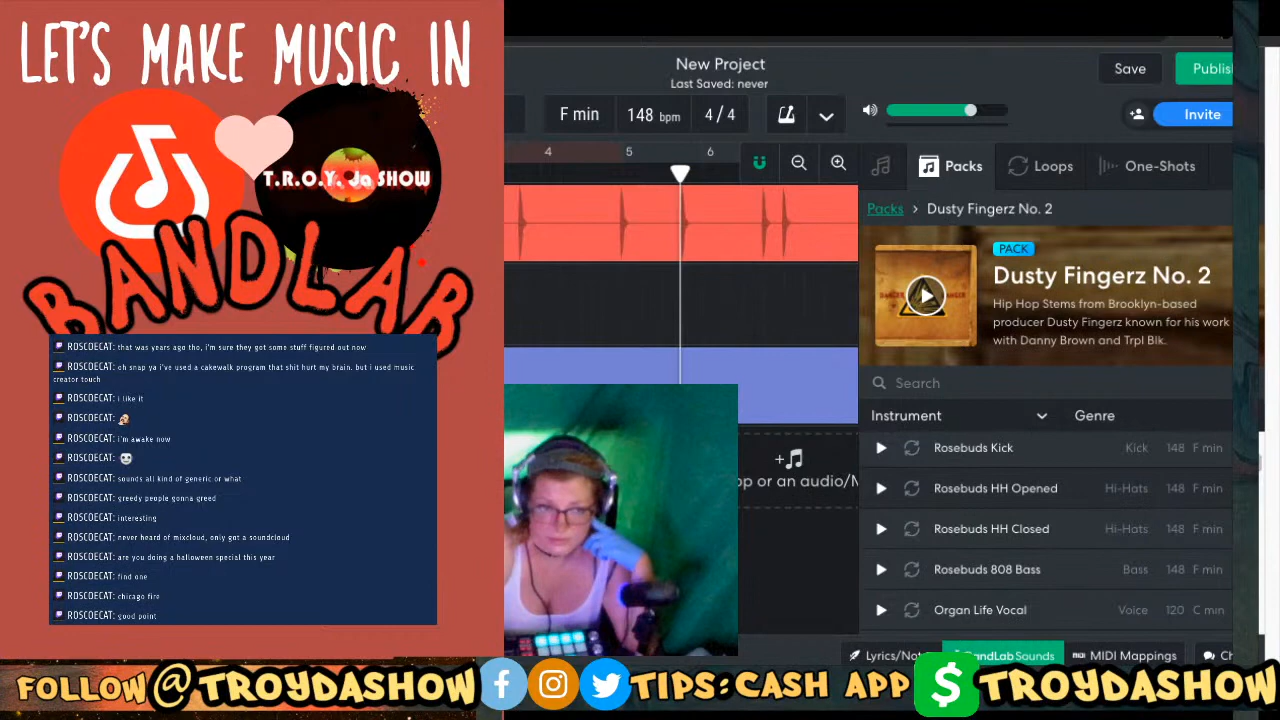 LET'S MAKE MUSIC IN
T.R.O.Y. Da SHOW
BANDLAB
ROSCOECAT: that was years ago tho, i'm sure they got some stuff figured out now
ROSCOECAT: oh snap ya i've used a cakewalk program that shit hurt my brain. but i used music
creator touch
ROSCOECAT: i like it
ROSCOECAT:
ROSCOECAT: i'm awake now
ROSCOECAT:
ROSCOECAT: sounds all kind of generic or what
ROSCOECAT: greedy people gonna greed
ROSCOECAT: interesting
ROSCOECAT: never heard of mixcloud, only got a soundcloud
ROSCOECAT: are you doing a halloween special this year
ROSCOECAT: find one
ROSCOECAT: chicago fire
ROSCOECAT: good point
New Project
Last Saved: never
Save
Publis
F min
148 bpm
4 / 4
Invite
4 5 6
Packs
Loops
One-Shots
Packs > Dusty Fingerz No. 2
PACK
Dusty Fingerz No. 2
Hip Hop Stems from Brooklyn-based
producer Dusty Fingerz known for his work
with Danny Brown and Trpl Blk.
Search
Instrument
Genre
Rosebuds Kick Kick 148 F min
Rosebuds HH Opened Hi-Hats 148 F min
Rosebuds HH Closed Hi-Hats 148 F min
Rosebuds 808 Bass Bass 148 F min
Organ Life Vocal Voice 120 C min
op or an audio/M
Lyrics/Not
BandLab Sounds
MIDI Mappings
Ch
FOLLOW @TROYDASHOW
TIPS:CASH APP
$
TROYDASHOW